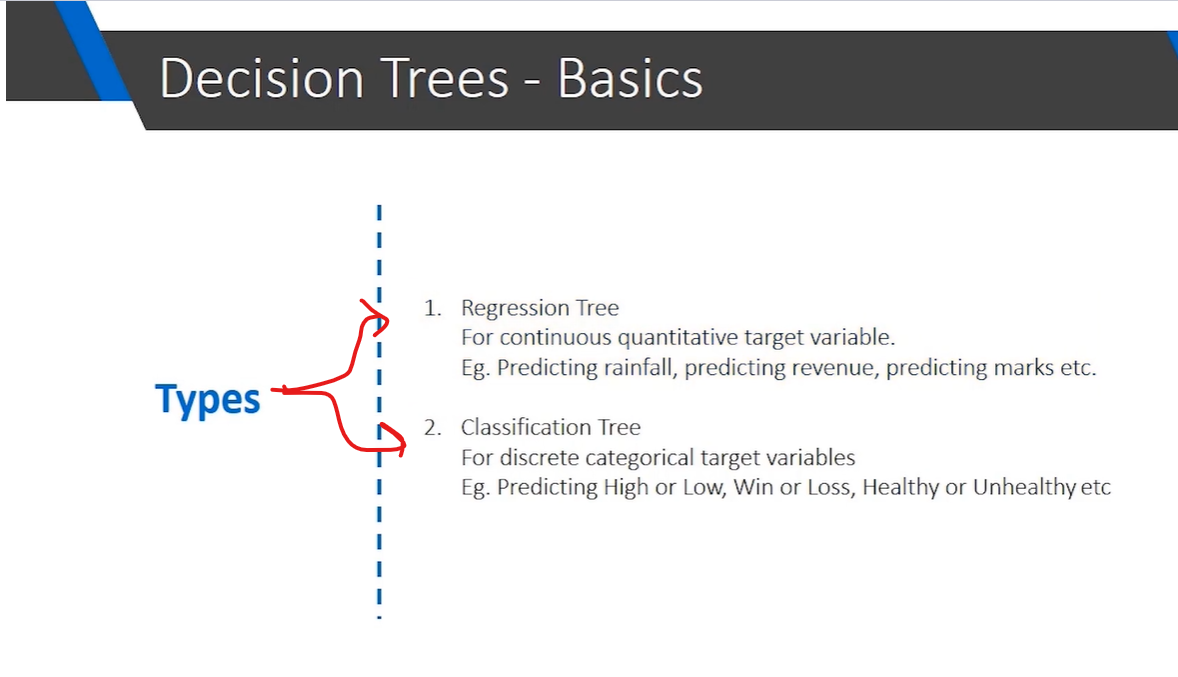 Decision Trees - Basics
Types
1. Regression Tree
For continuous quantitative target variable.
Eg. Predicting rainfall, predicting revenue, predicting marks etc.
2. Classification Tree
For discrete categorical target variables
Eg. Predicting High or Low, Win or Loss, Healthy or Unhealthy etc